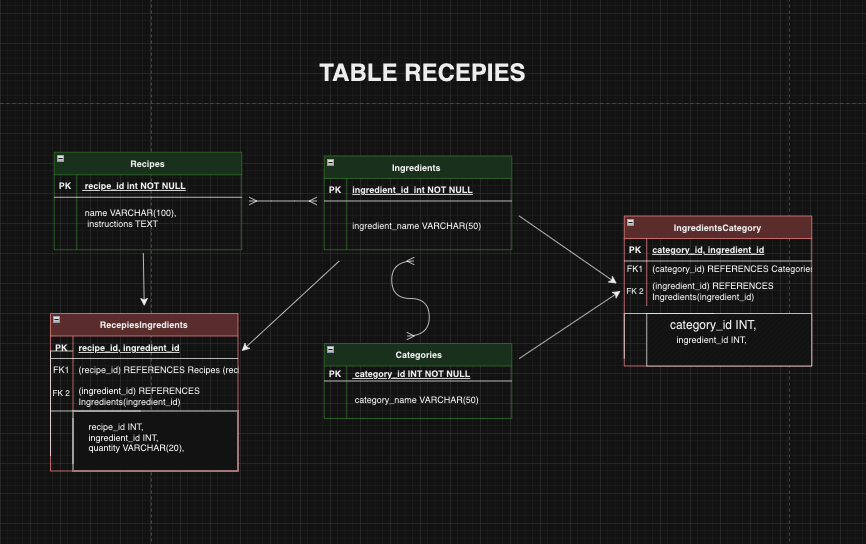 TABLE RECEPIES
Recipes
PK recipe_id int NOT NULL
name VARCHAR(100),
instructions TEXT
Ingredients
PK ingredient_id int NOT NULL
ingredient_name VARCHAR(50)
IngredientsCategory
PK category_id, ingredient_id
FK1 (category_id) REFERENCES Categories
FK 2 (ingredient_id) REFERENCES
Ingredients(ingredient_id)
category_id INT,
ingredient_id INT,
RecepiesIngredients
PK recipe_id, ingredient_id
FK1 (recipe_id) REFERENCES Recipes (reci
FK 2 (ingredient_id) REFERENCES
Ingredients(ingredient_id)
recipe_id INT,
ingredient_id INT,
quantity VARCHAR(20),
Categories
PK category_id INT NOT NULL
category_name VARCHAR(50)